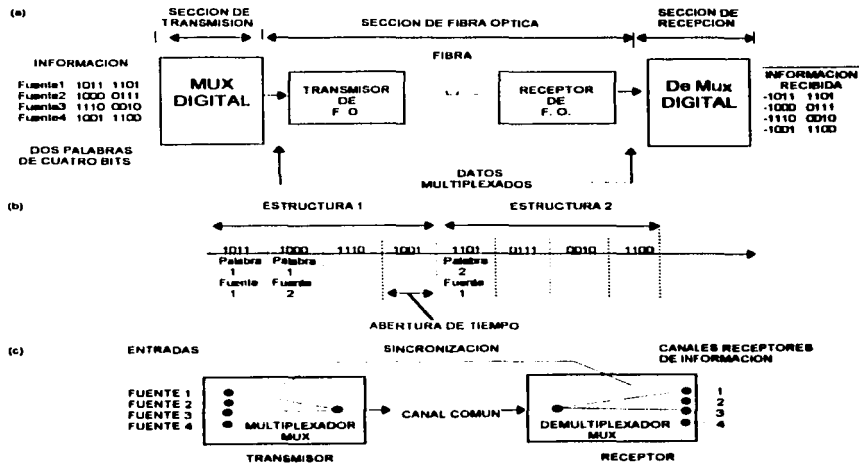 (a)
SECCION DE TRANSMISION
SECCION DE FIBRA OPTICA
SECCION DE RECEPCION
INFORMACION
Fuente1 1011 1101
Fuente2 1000 0111
Fuente3 1110 0010
Fuente4 1001 1100
DOS PALABRAS
DE CUATRO BITS
MUX
DIGITAL
TRANSMISOR
DE
F O
FIBRA
RECEPTOR
DE
F. O.
De Mux
DIGITAL
INFORMACION
RECIBIDA
-1011 1101
-1000 0111
-1110 0010
-1001 1100
DATOS
MULTIPLEXADOS
(b)
ESTRUCTURA 1
ESTRUCTURA 2
1011 1000 1110 1001 1101 0111 0010 1100
Palabra Palabra Palabra
1 1 2
Fuente Fuente Fuente
1 2 1
ABERTURA DE TIEMPO
(c)
ENTRADAS
SINCRONIZACION
CANALES RECEPTORES
DE INFORMACION
FUENTE 1
FUENTE 2
FUENTE 3
FUENTE 4
MULTIPLEXADOR
MUX
TRANSMISOR
CANAL COMUN
DEMULTIPLEXADOR
MUX
RECEPTOR
1
2
3
4